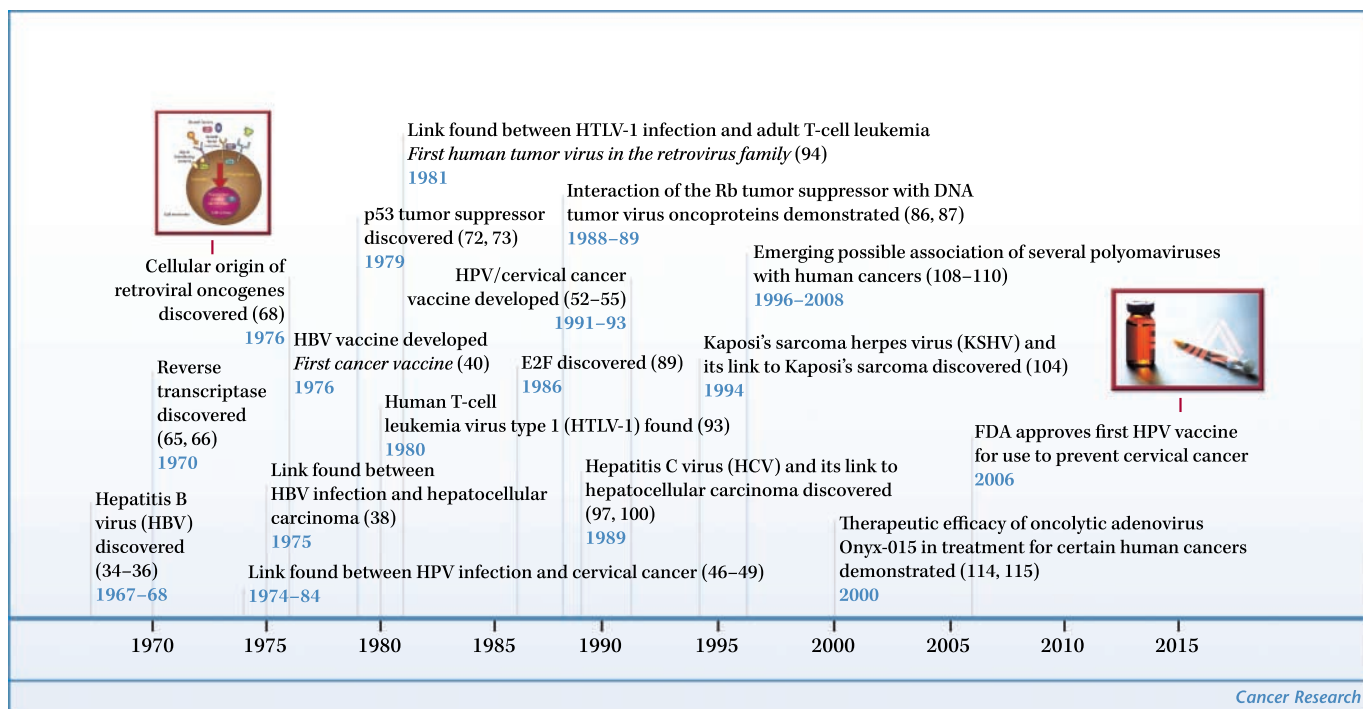 Link found between HTLV-1 infection and adult T-cell leukemia
First human tumor virus in the retrovirus family (94)
1981
Interaction of the Rb tumor suppressor with DNA
tumor virus oncoproteins demonstrated (86, 87)
1988–89
p53 tumor suppressor
discovered (72, 73)
1979
Emerging possible association of several polyomaviruses
with human cancers (108–110)
1996–2008
Cellular origin of
retroviral oncogenes
discovered (68)
1976
HPV/cervical cancer
vaccine developed (52–55)
1991–93
HBV vaccine developed
First cancer vaccine (40)
1976
Kaposi’s sarcoma herpes virus (KSHV) and
its link to Kaposi’s sarcoma discovered (104)
1994
E2F discovered (89)
1986
Reverse
transcriptase
discovered
(65, 66)
1970
Human T-cell
leukemia virus type 1 (HTLV-1) found (93)
1980
FDA approves first HPV vaccine
for use to prevent cervical cancer
2006
Link found between
HBV infection and hepatocellular
carcinoma (38)
1975
Hepatitis C virus (HCV) and its link to
hepatocellular carcinoma discovered
(97, 100)
1989
Hepatitis B
virus (HBV)
discovered
(34–36)
1967–68
Therapeutic efficacy of oncolytic adenovirus
Onyx-015 in treatment for certain human cancers
demonstrated (114, 115)
2000
Link found between HPV infection and cervical cancer (46–49)
1974–84
1970 1975 1980 1985 1990 1995 2000 2005 2010 2015
Cancer Research